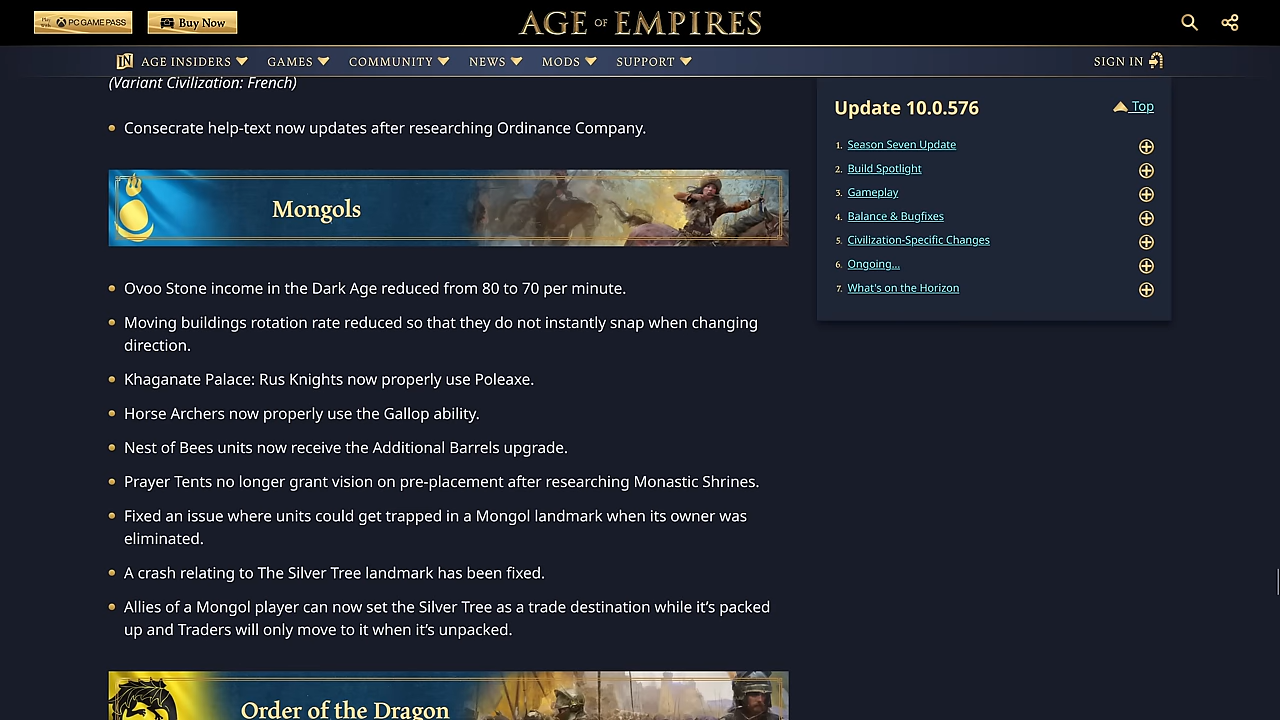 Play with PC GAME PASS
Buy Now
AGE OF EMPIRES
AGE INSIDERS
GAMES
COMMUNITY
NEWS
MODS
SUPPORT
SIGN IN
(Variant Civilization: French)
Consecrate help-text now updates after researching Ordinance Company.
Mongols
Ovoo Stone income in the Dark Age reduced from 80 to 70 per minute.
Moving buildings rotation rate reduced so that they do not instantly snap when changing
direction.
Khaganate Palace: Rus Knights now properly use Poleaxe.
Horse Archers now properly use the Gallop ability.
Nest of Bees units now receive the Additional Barrels upgrade.
Prayer Tents no longer grant vision on pre-placement after researching Monastic Shrines.
Fixed an issue where units could get trapped in a Mongol landmark when its owner was
eliminated.
A crash relating to The Silver Tree landmark has been fixed.
Allies of a Mongol player can now set the Silver Tree as a trade destination while it’s packed
up and Traders will only move to it when it’s unpacked.
Order of the Dragon
Update 10.0.576
Top
1. Season Seven Update
2. Build Spotlight
3. Gameplay
4. Balance & Bugfixes
5. Civilization-Specific Changes
6. Ongoing...
7. What's on the Horizon